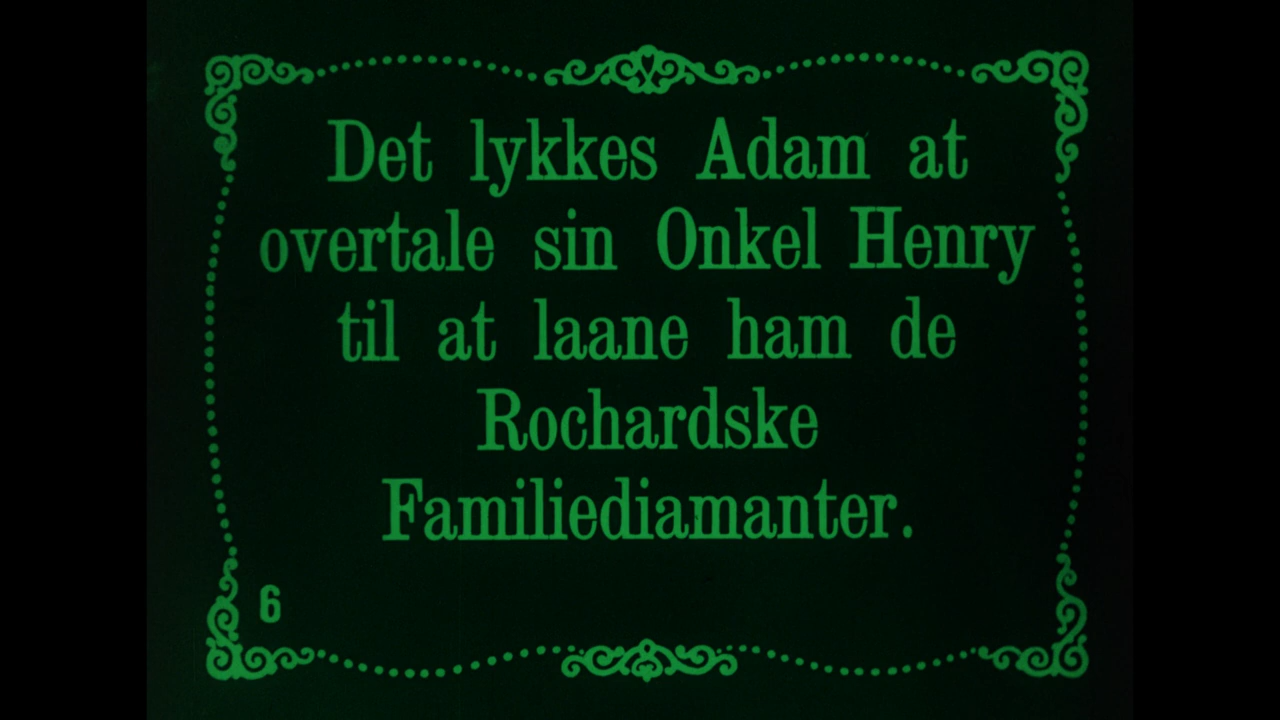 Det lykkes Adam at
overtale sin Onkel Henry
til at laane ham de
Rochardske
Familiediamanter.
6